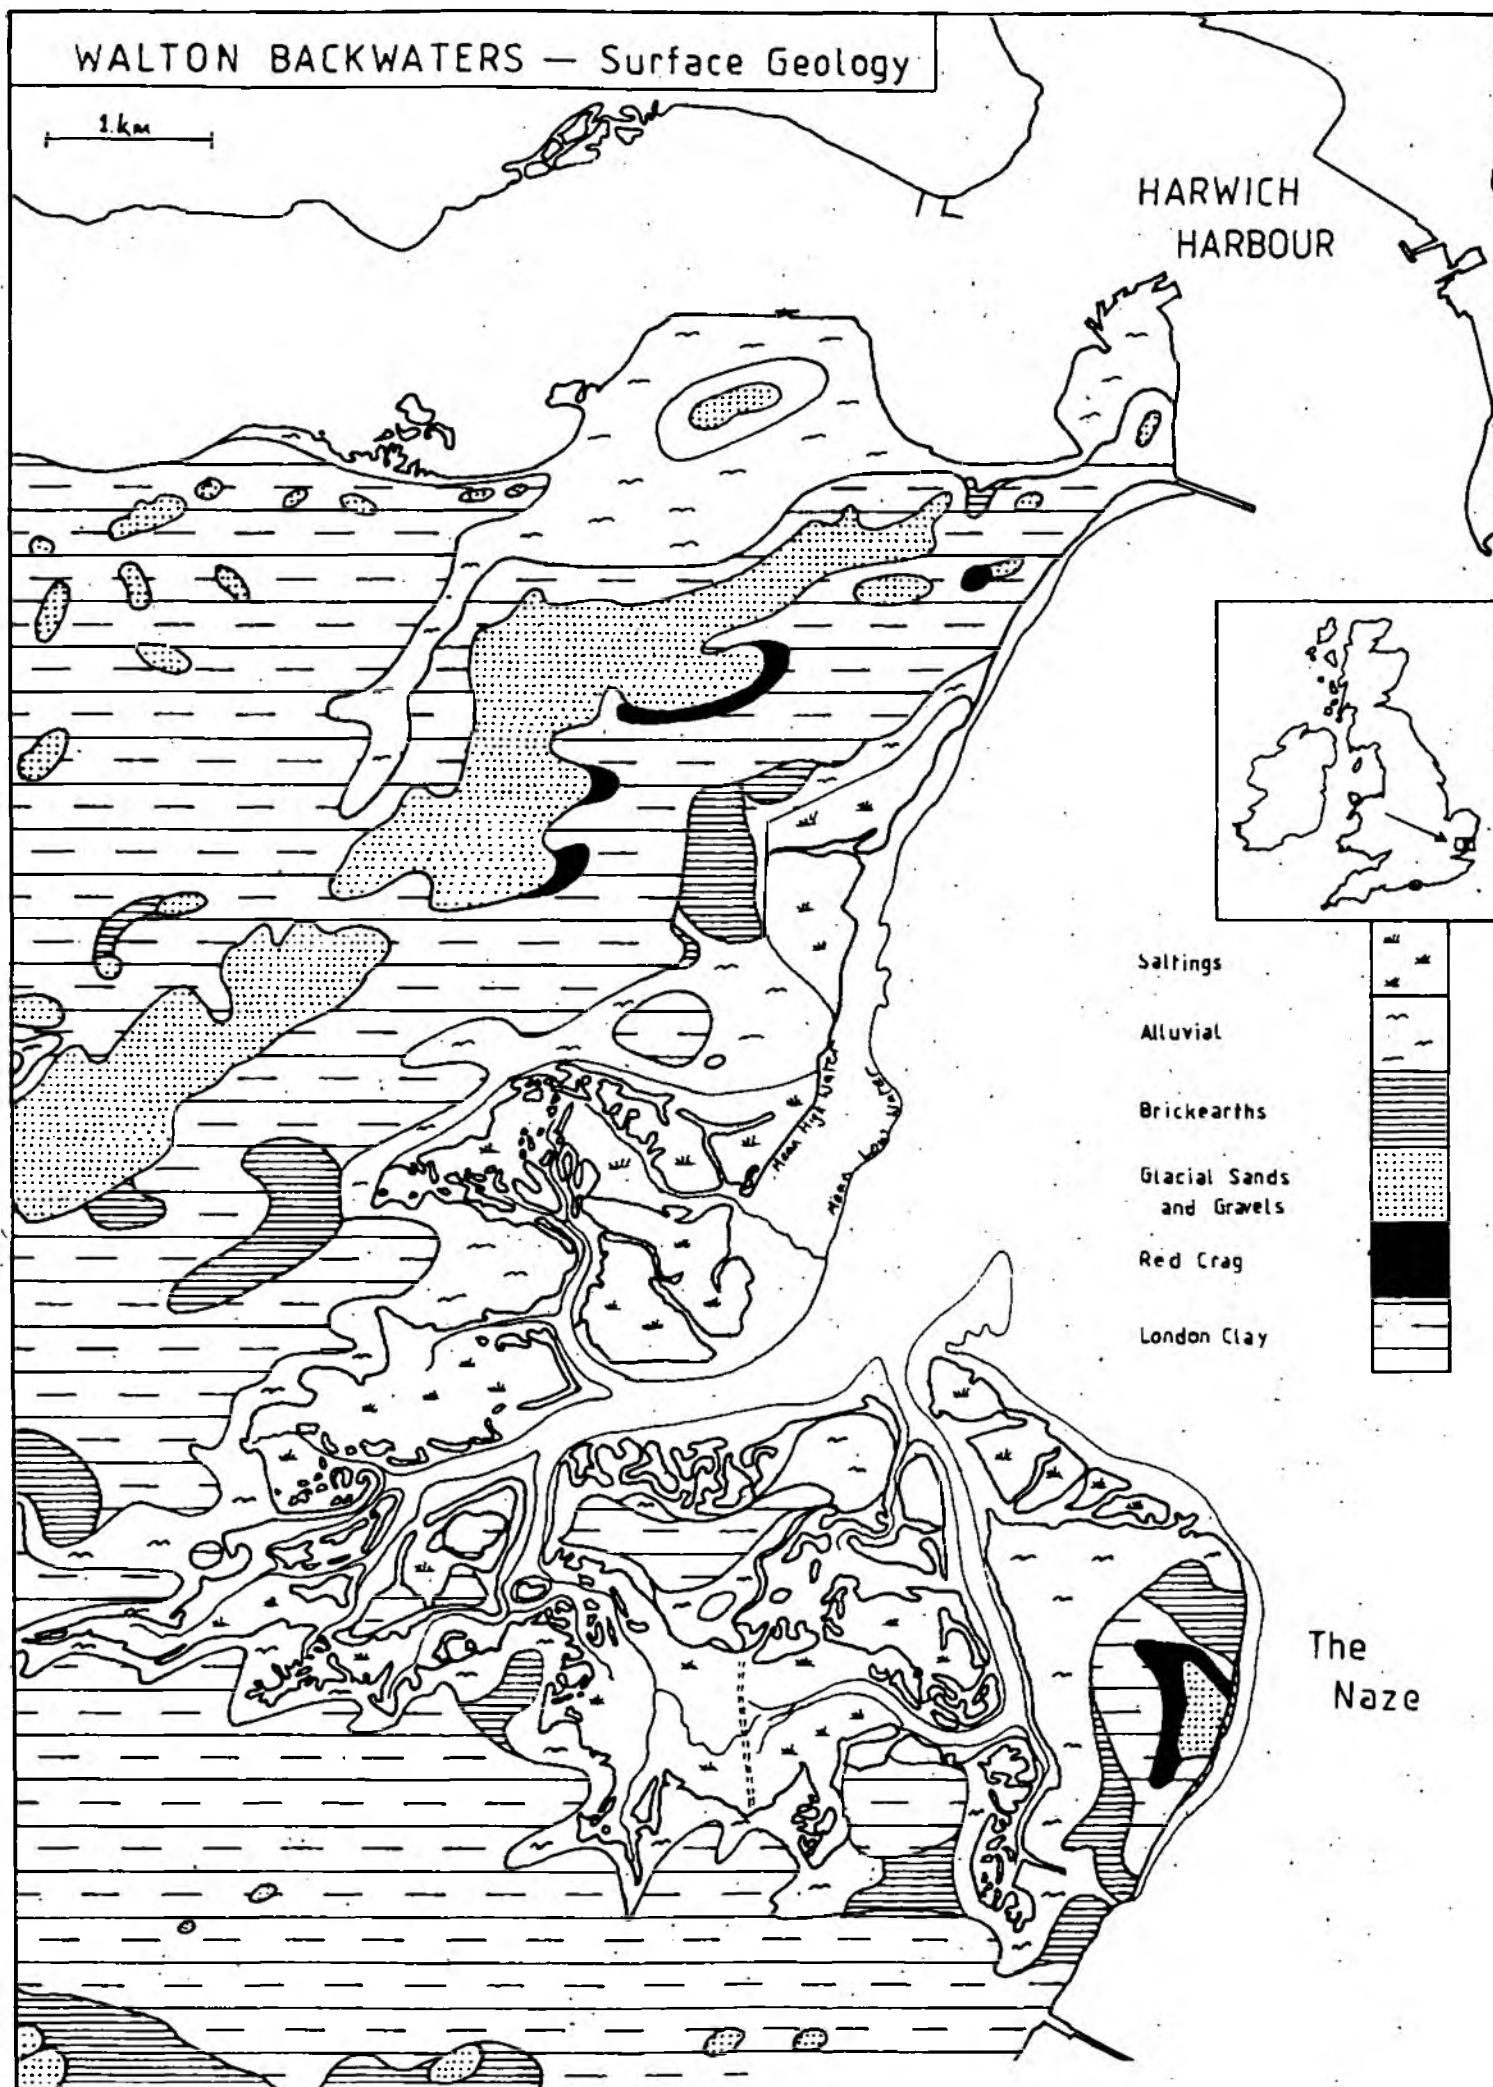 WALTON BACKWATERS — Surface Geology
1 km
HARWICH
HARBOUR
Saltings
Alluvial
Brickearths
Glacial Sands
and Gravels
Red Crag
London Clay
Mean High Water
Mean Low Water
The
Naze